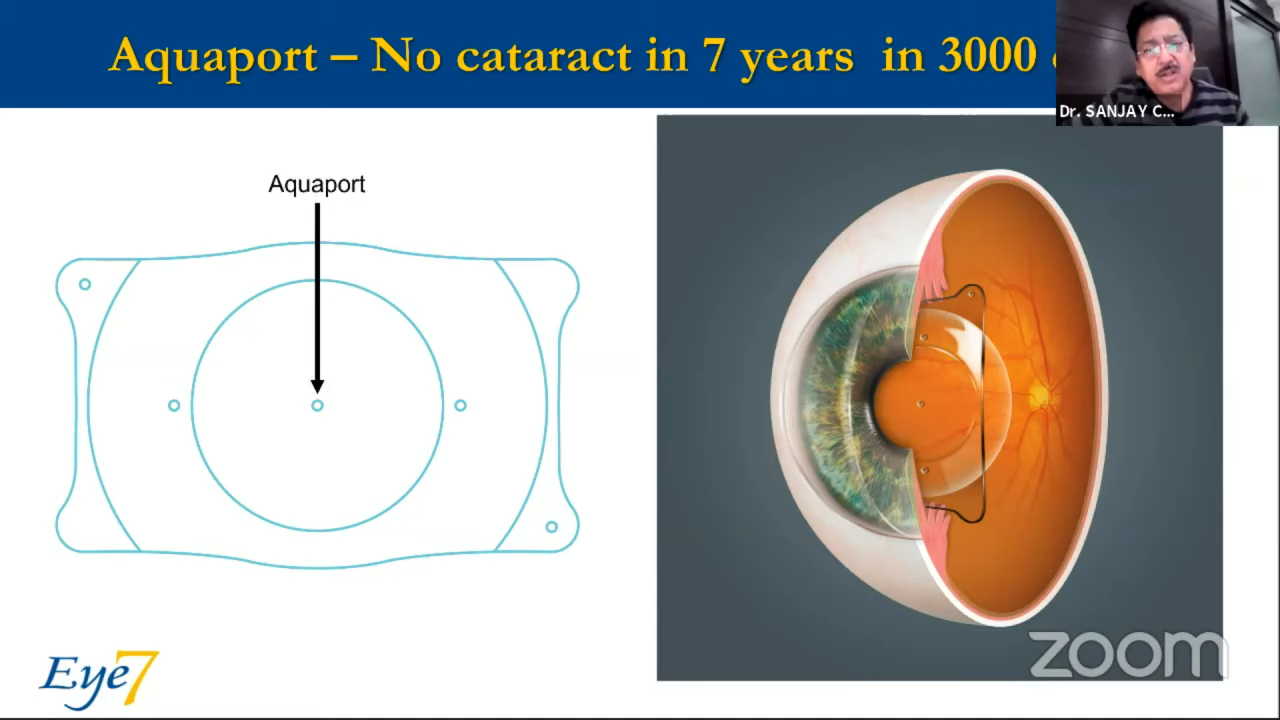 Aquaport – No cataract in 7 years in 3000
Dr. SANJAY C...
Aquaport
Eye7
zoom